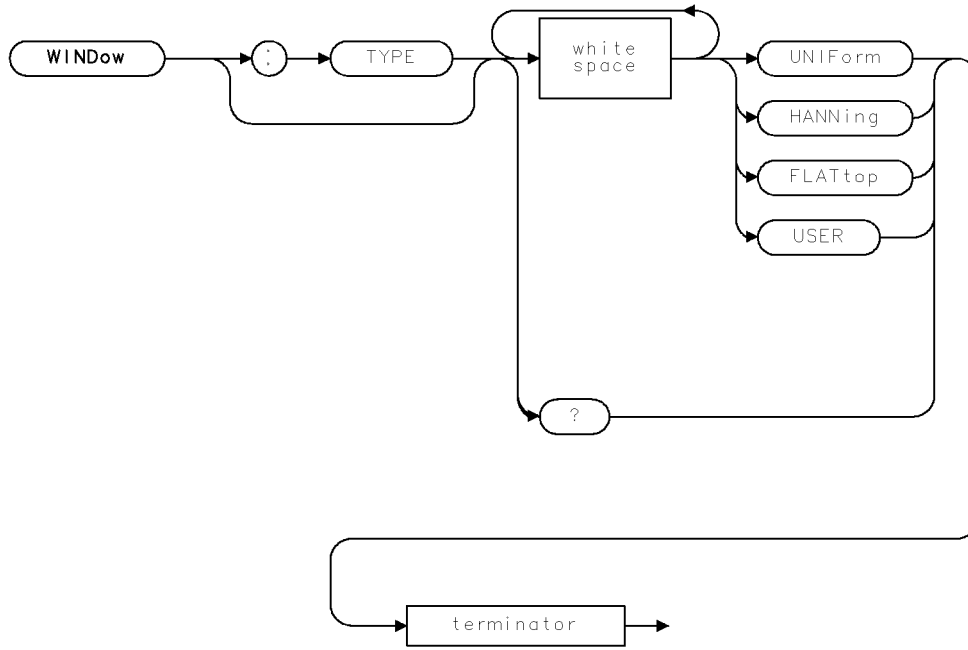 WINDow
:
TYPE
white
space
UNIForm
HANNing
FLATtop
USER
?
terminator